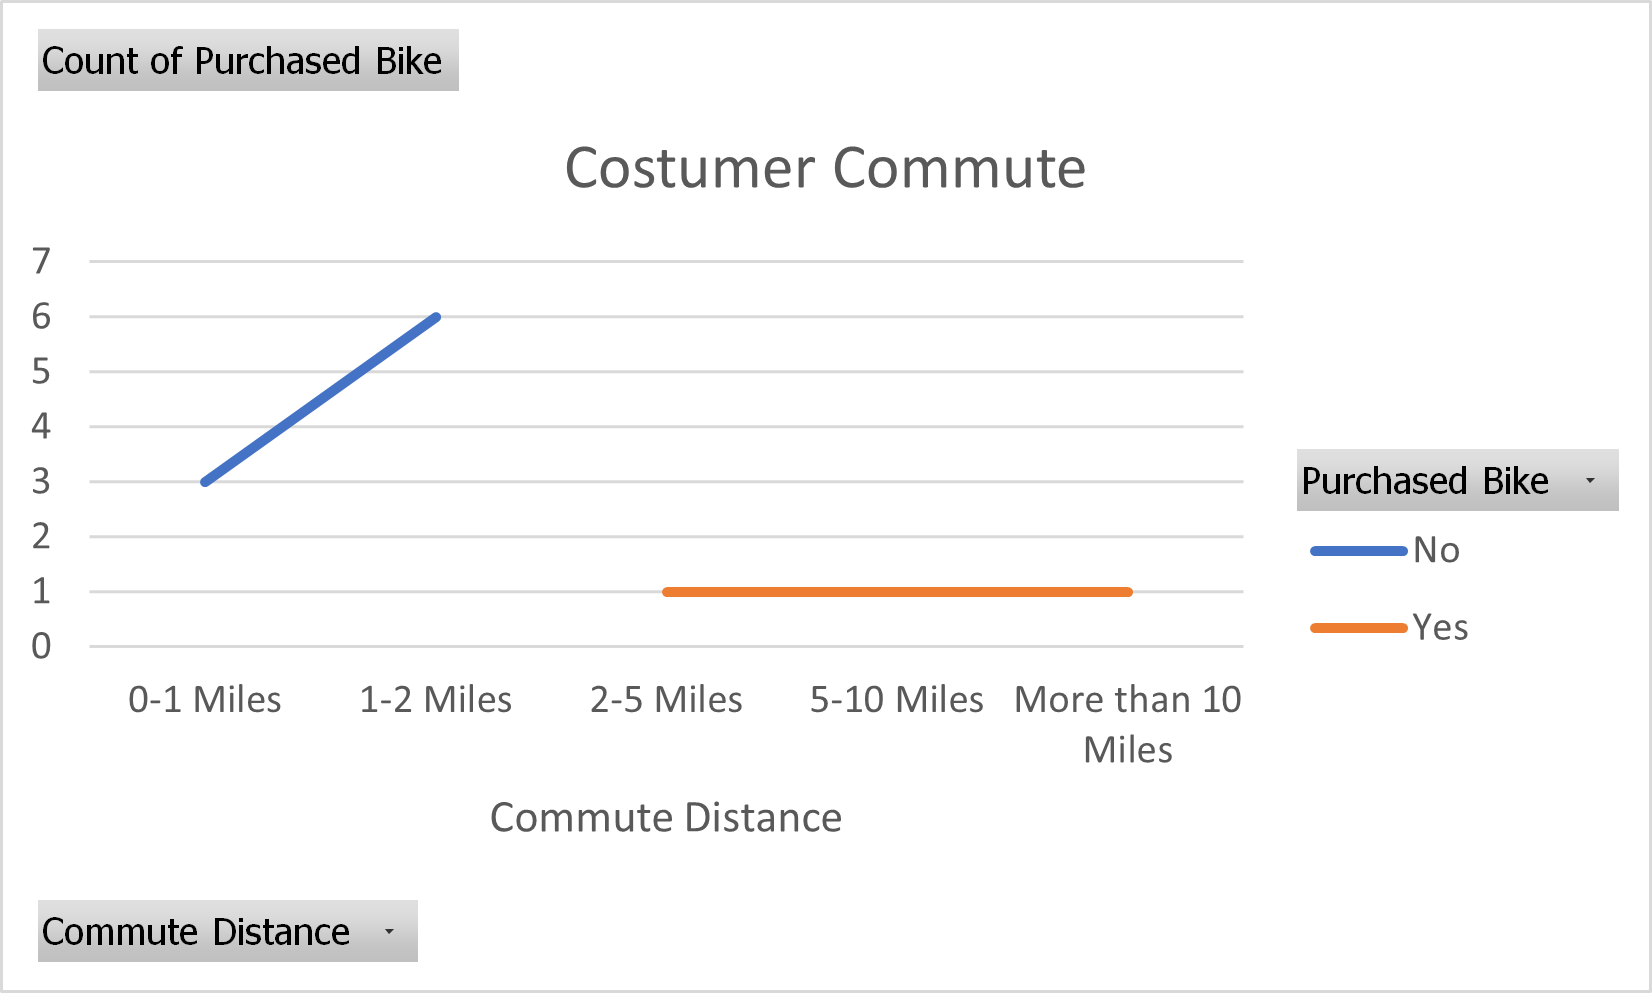 Count of Purchased Bike
Costumer Commute
7
6
5
4
3
2
1
0
0-1 Miles
1-2 Miles
2-5 Miles
5-10 Miles
More than 10
Miles
Commute Distance
Purchased Bike
No
Yes
Commute Distance